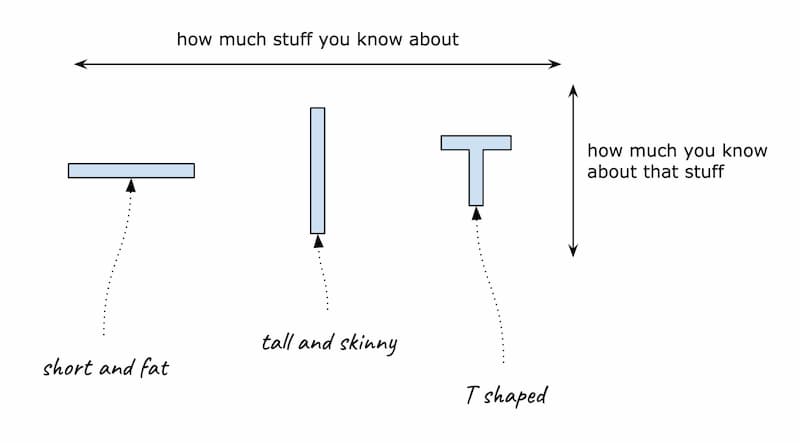 how much stuff you know about
how much you know
about that stuff
short and fat
tall and skinny
T shaped